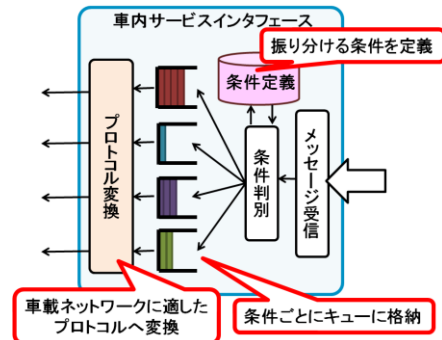 車内サービスインタフェース
振り分ける条件を定義
条件定義
プロトコル変換
条件判別
メッセージ受信
車載ネットワークに適した
プロトコルへ変換
条件ごとにキューに格納